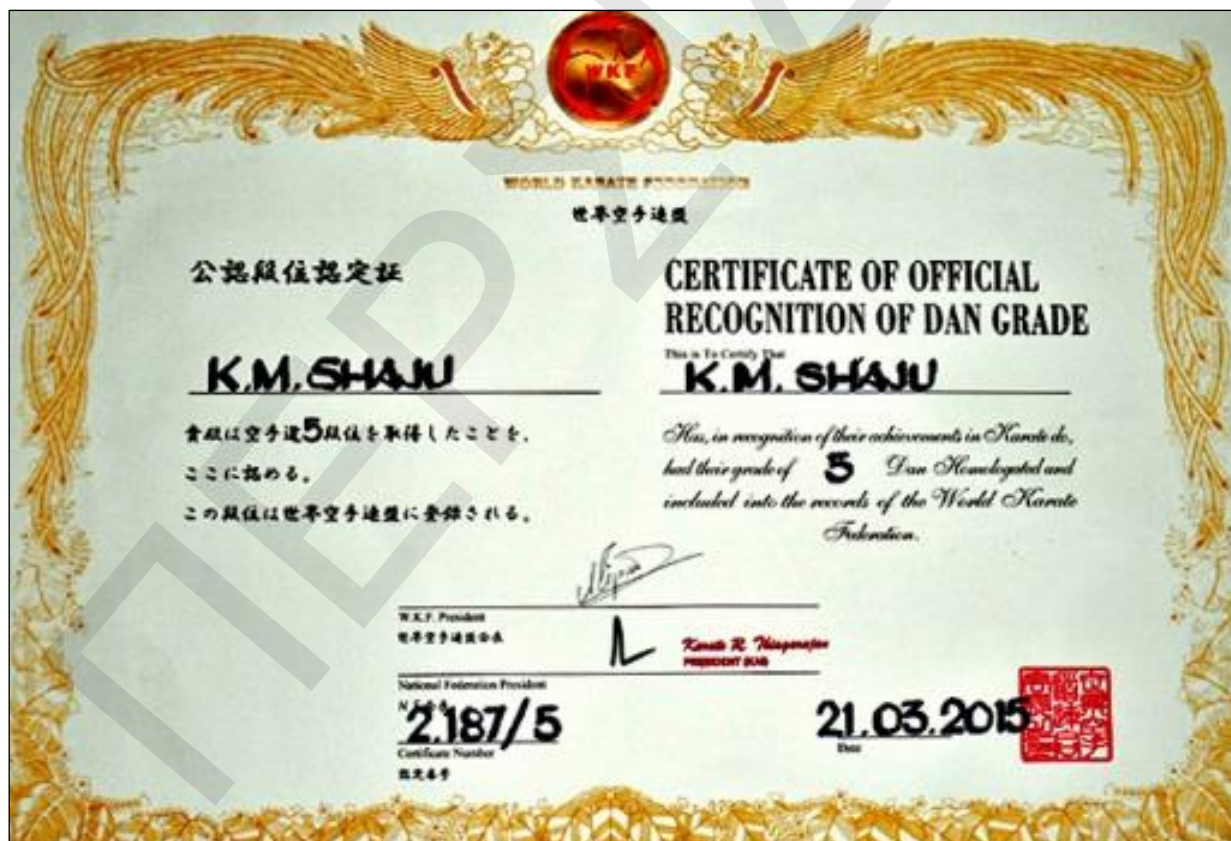 WKF
WORLD KARATE FEDERATION
世界空手連盟
公認段位認定証
K.M. SHAJU
貴殿は空手道5段位を取得したことを、
ここに認める。
この段位は世界空手連盟に登録される。
CERTIFICATE OF OFFICIAL
RECOGNITION OF DAN GRADE
This is To Certify That
K.M. SHAJU
Has, in recognition of their achievements in Karate do,
had their grade of 5 Dan Homologated and
included into the records of the World Karate
Federation.
W.K.F. President
世界空手連盟会長
Karate R. Thiagarajan
PRESIDENT (KAI)
National Federation President
2.187/5
Certificate Number
認定番号
21.03.2015
Date